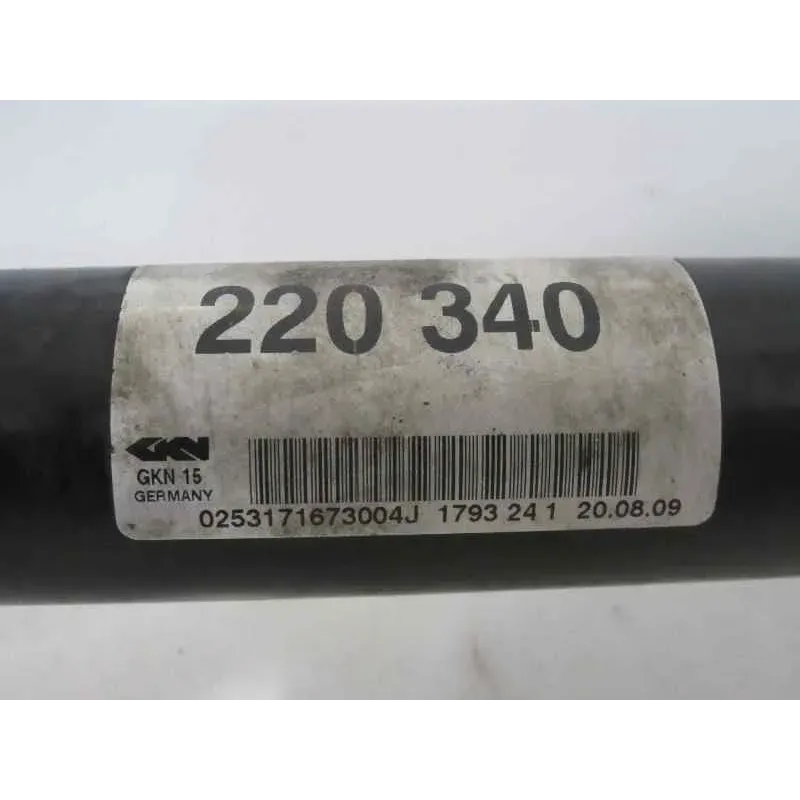 220 340
GKN
GKN 15
GERMANY
0253171673004J 1793 24 1 20.08.09